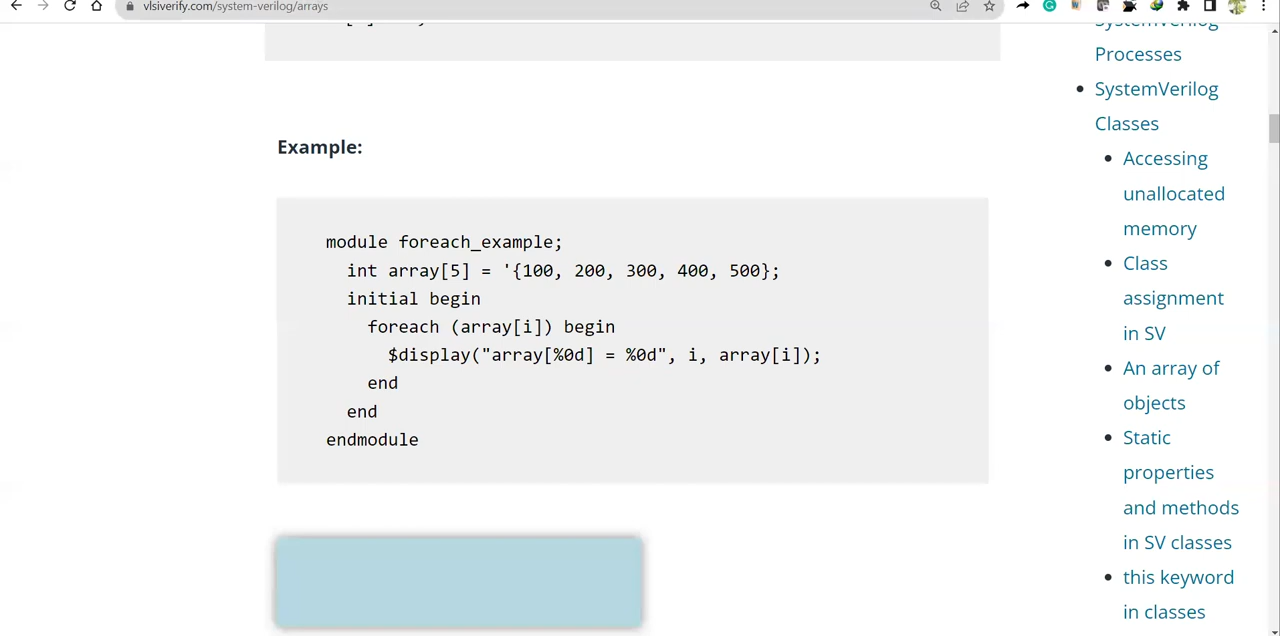 vlsiverify.com/system-verilog/arrays
Example:
module foreach_example;
int array[5] = '{100, 200, 300, 400, 500};
initial begin
foreach (array[i]) begin
$display("array[%0d] = %0d", i, array[i]);
end
end
endmodule
SystemVerilog
Processes
SystemVerilog
Classes
Accessing
unallocated
memory
Class
assignment
in SV
An array of
objects
Static
properties
and methods
in SV classes
this keyword
in classes